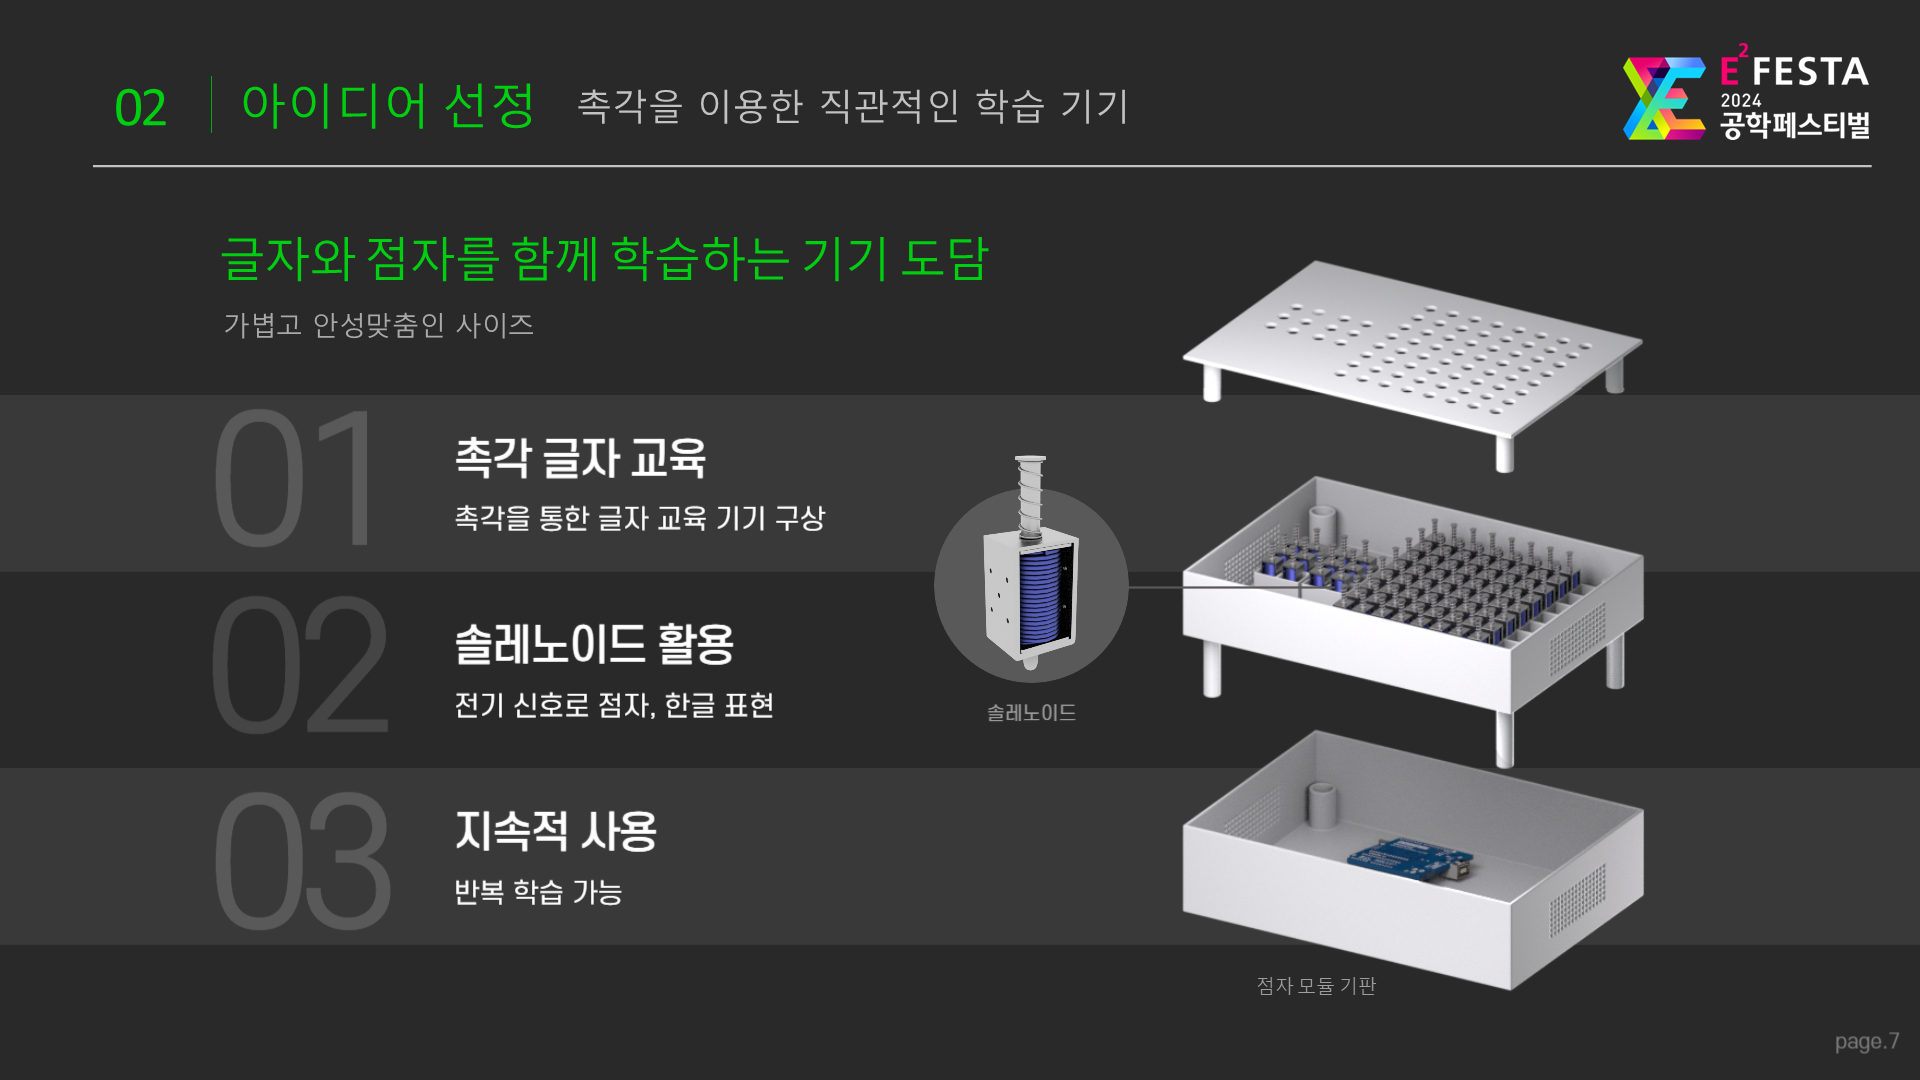 02
아이디어 선정
촉각을 이용한 직관적인 학습 기기
E²FESTA
2024
공학페스티벌
글자와 점자를 함께 학습하는 기기 도담
가볍고 안성맞춤인 사이즈
01
촉각 글자 교육
촉각을 통한 글자 교육 기기 구상
02
솔레노이드 활용
전기 신호로 점자, 한글 표현
솔레노이드
03
지속적 사용
반복 학습 가능
점자 모듈 기판
page.7